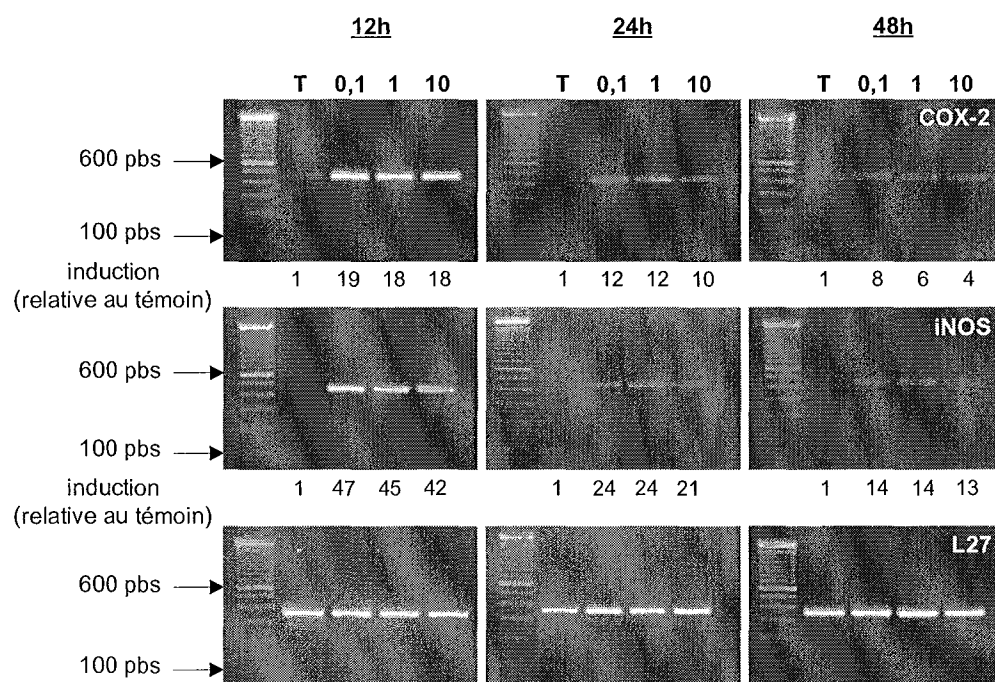 12h 24h 48h
T 0,1 1 10 T 0,1 1 10 T 0,1 1 10
COX-2
600 pbs
100 pbs
induction
(relative au témoin)
1 19 18 18 1 12 12 10 1 8 6 4
iNOS
600 pbs
100 pbs
induction
(relative au témoin)
1 47 45 42 1 24 24 21 1 14 14 13
L27
600 pbs
100 pbs